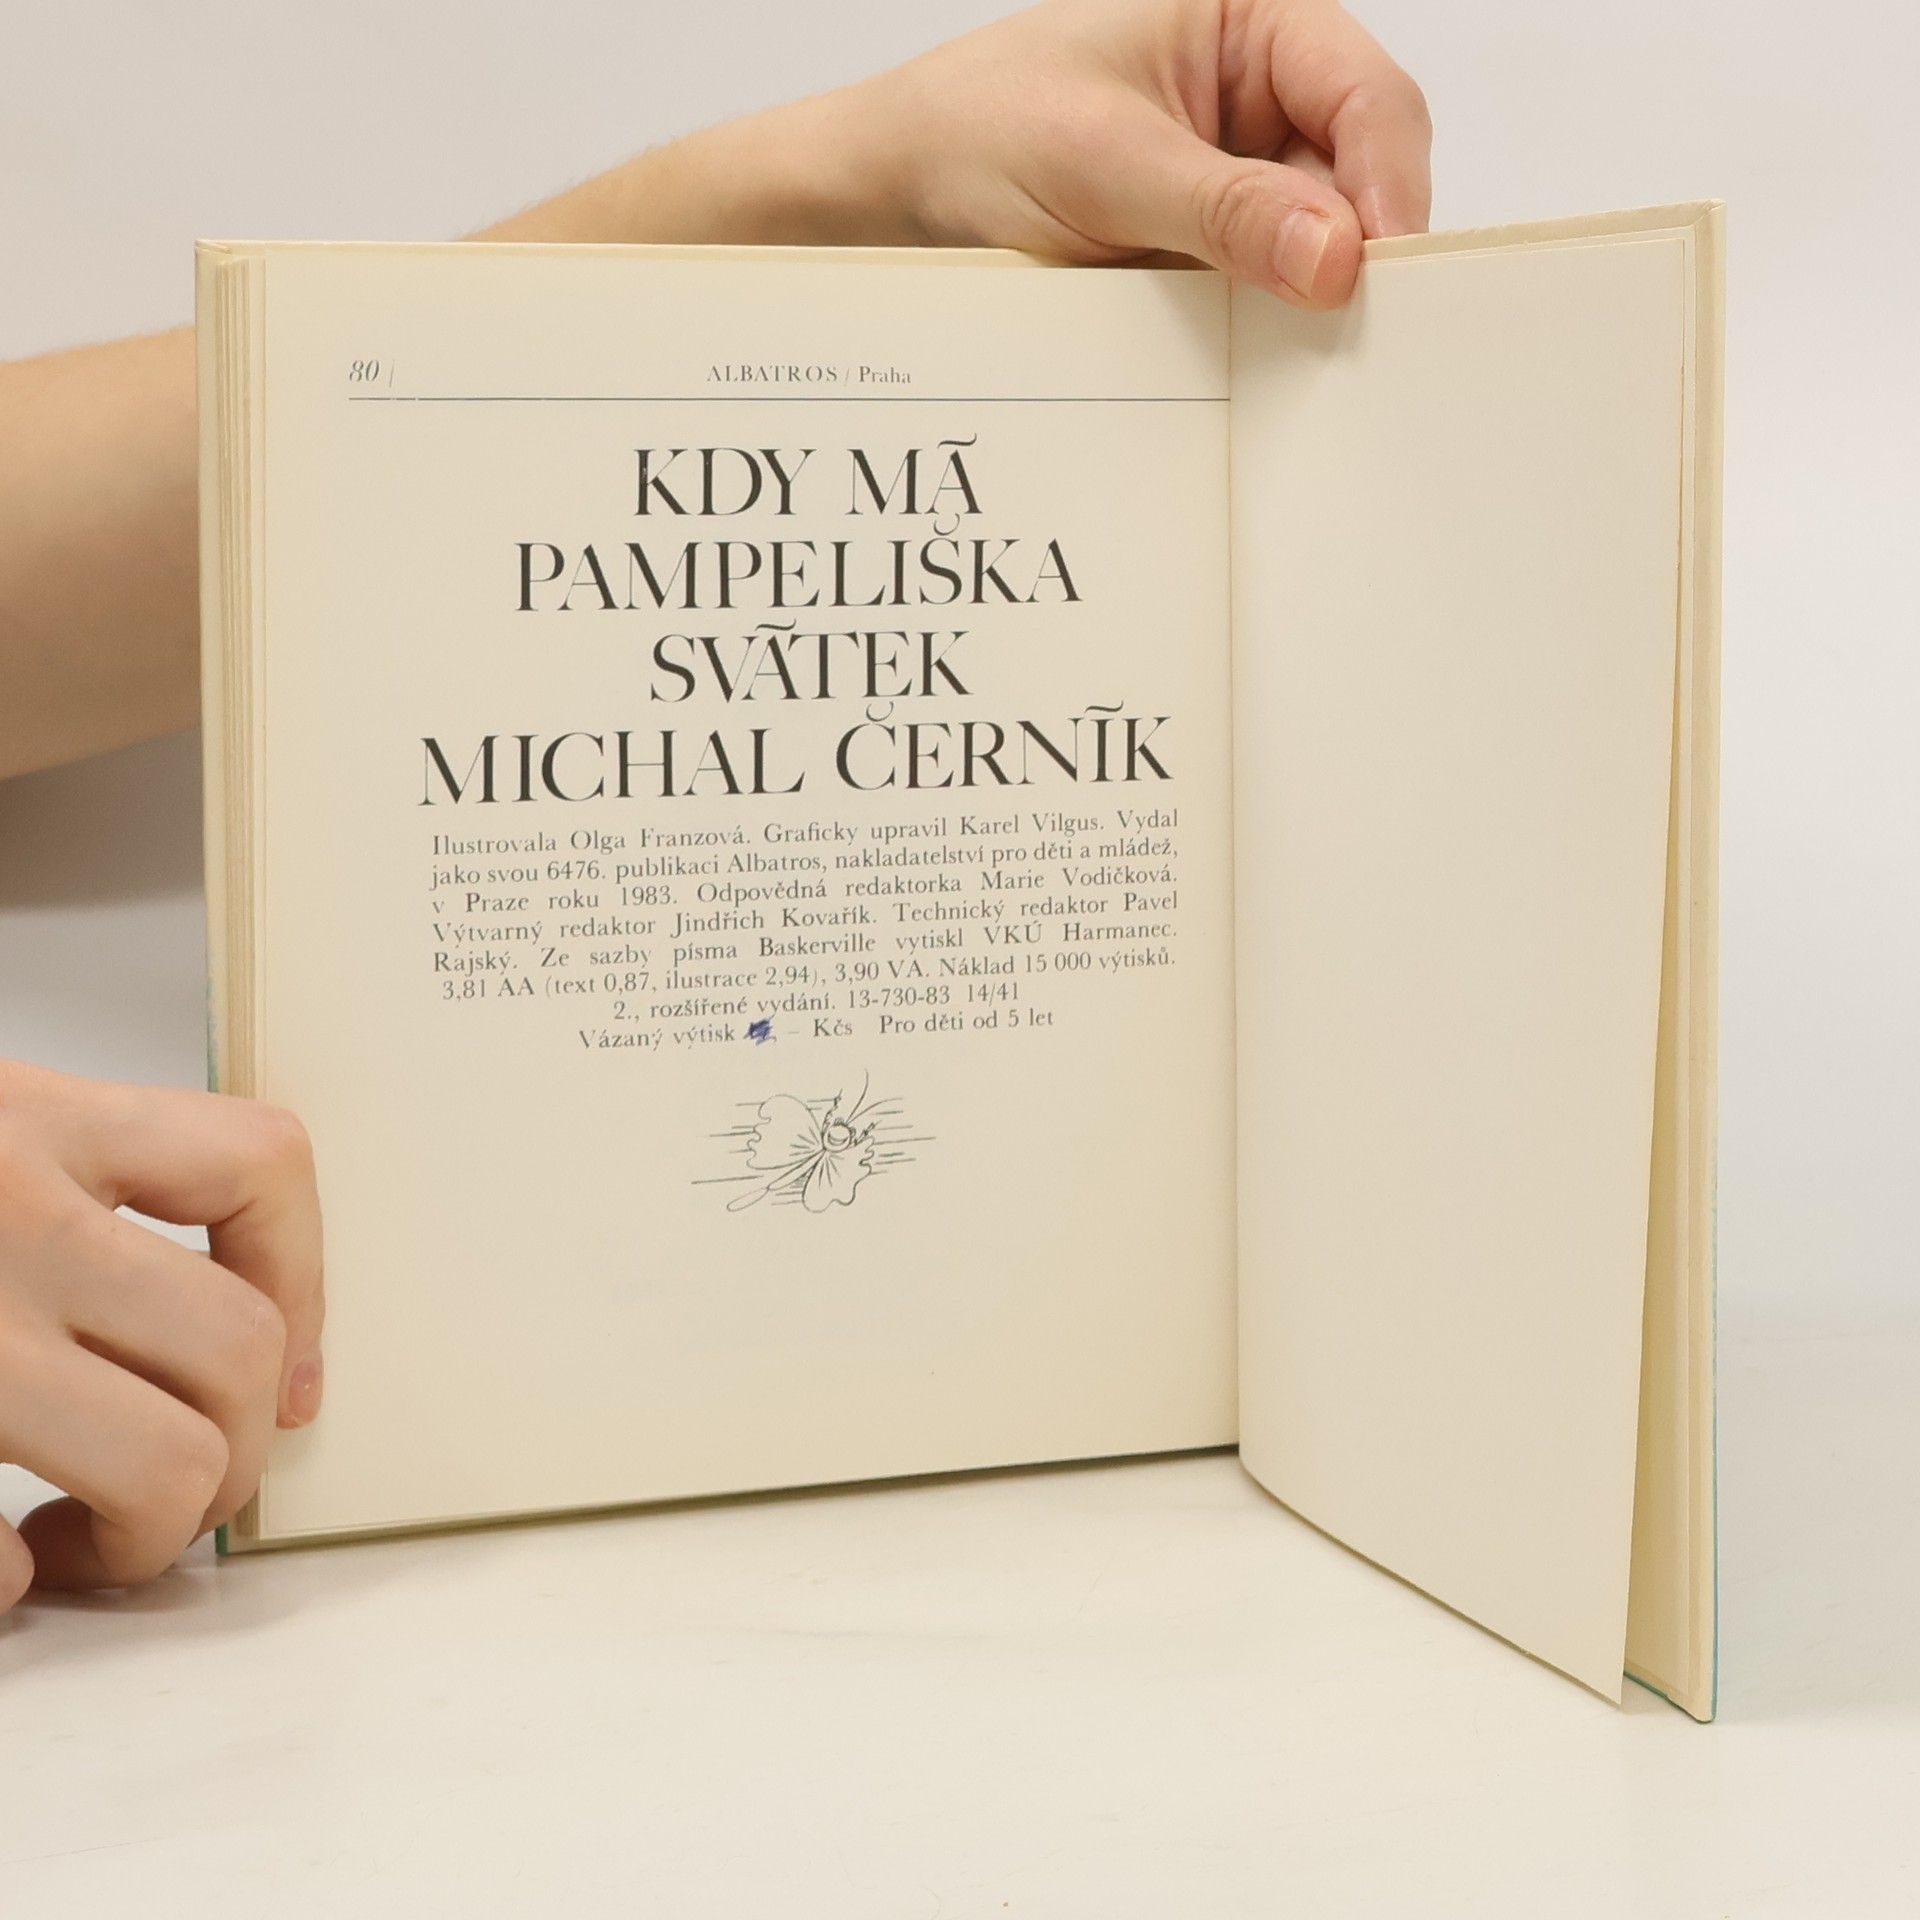 80 |
ALBATROS / Praha
KDY MÁ
PAMPELIŠKA
SVÁTEK
MICHAL ČERNÍK
Ilustrovala Olga Franzová. Graficky upravil Karel Vilgus. Vydal
jako svou 6476. publikaci Albatros, nakladatelství pro děti a mládež,
v Praze roku 1983. Odpovědná redaktorka Marie Vodičková.
Výtvarný redaktor Jindřich Kovařík. Technický redaktor Pavel
Rajský. Ze sazby písma Baskerville vytiskl VKÚ Harmanec.
3,81 AA (text 0,87, ilustrace 2,94), 3,90 VA. Náklad 15 000 výtisků.
2., rozšířené vydání. 13-730-83 14/41
Vázaný výtisk , – Kčs Pro děti od 5 let